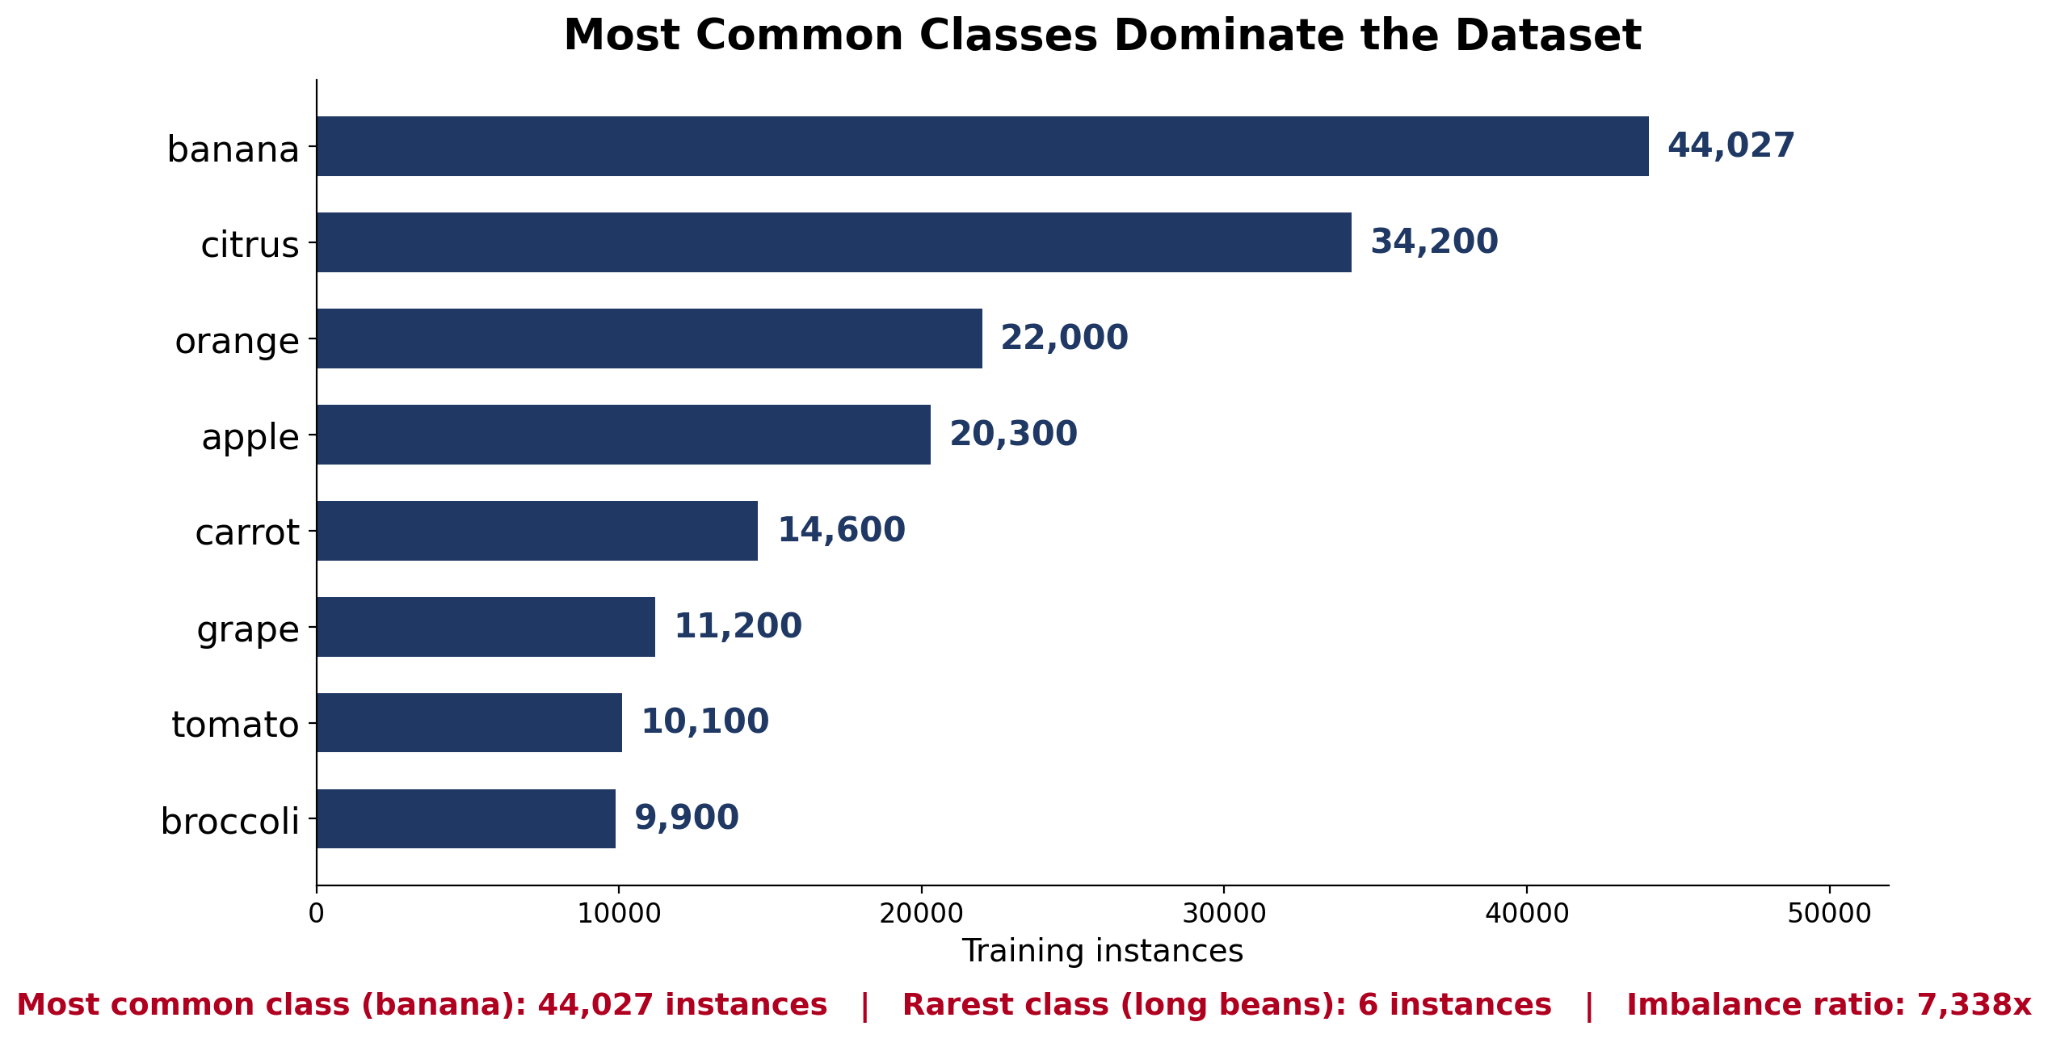 Most Common Classes Dominate the Dataset
banana 44,027
citrus 34,200
orange 22,000
apple 20,300
carrot 14,600
grape 11,200
tomato 10,100
broccoli 9,900
0 10000 20000 30000 40000 50000
Training instances
Most common class (banana): 44,027 instances | Rarest class (long beans): 6 instances | Imbalance ratio: 7,338x